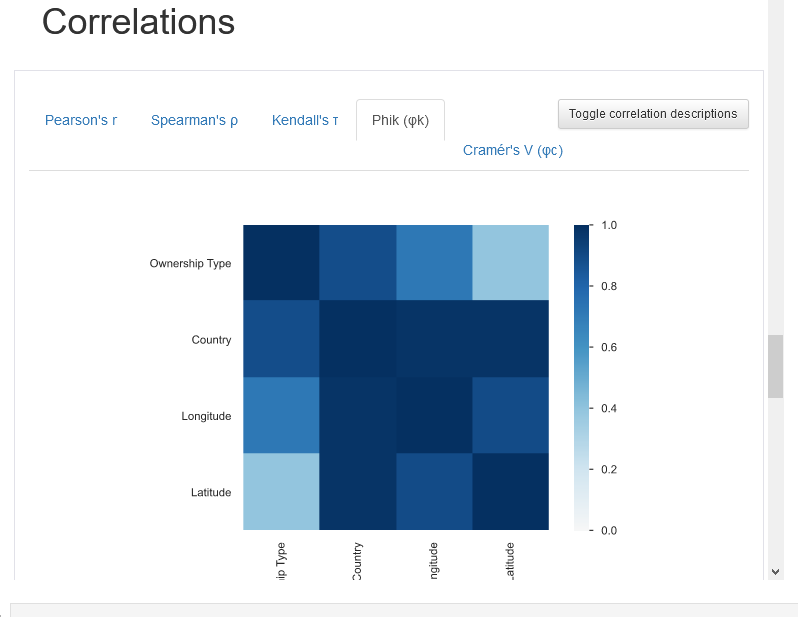 Correlations
Pearson's r
Spearman's ρ
Kendall's τ
Phik (φk)
Toggle correlation descriptions
Cramér's V (φc)
Ownership Type
Country
Longitude
Latitude
1.0
0.8
0.6
0.4
0.2
0.0
ip Type
Country
ngitude
atitude